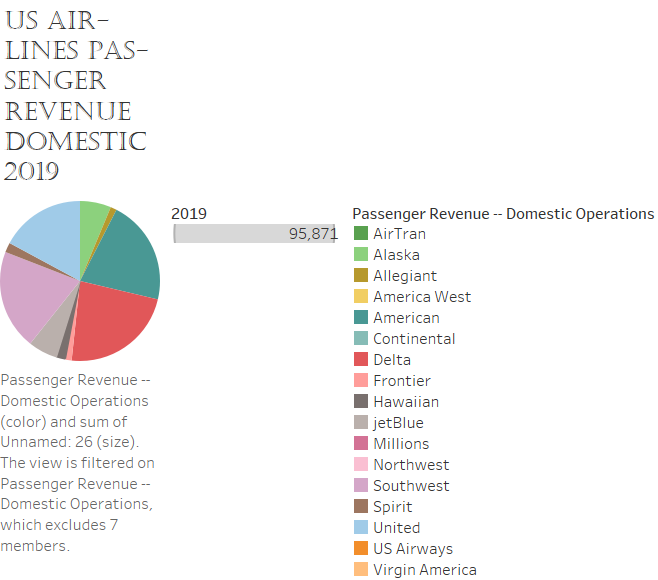 US AIR-
LINES PAS-
SENGER
REVENUE
DOMESTIC
2019
2019
95,871
Passenger Revenue --
Domestic Operations
(color) and sum of
Unnamed: 26 (size).
The view is filtered on
Passenger Revenue --
Domestic Operations,
which excludes 7
members.
Passenger Revenue -- Domestic Operations
AirTran
Alaska
Allegiant
America West
American
Continental
Delta
Frontier
Hawaiian
jetBlue
Millions
Northwest
Southwest
Spirit
United
US Airways
Virgin America